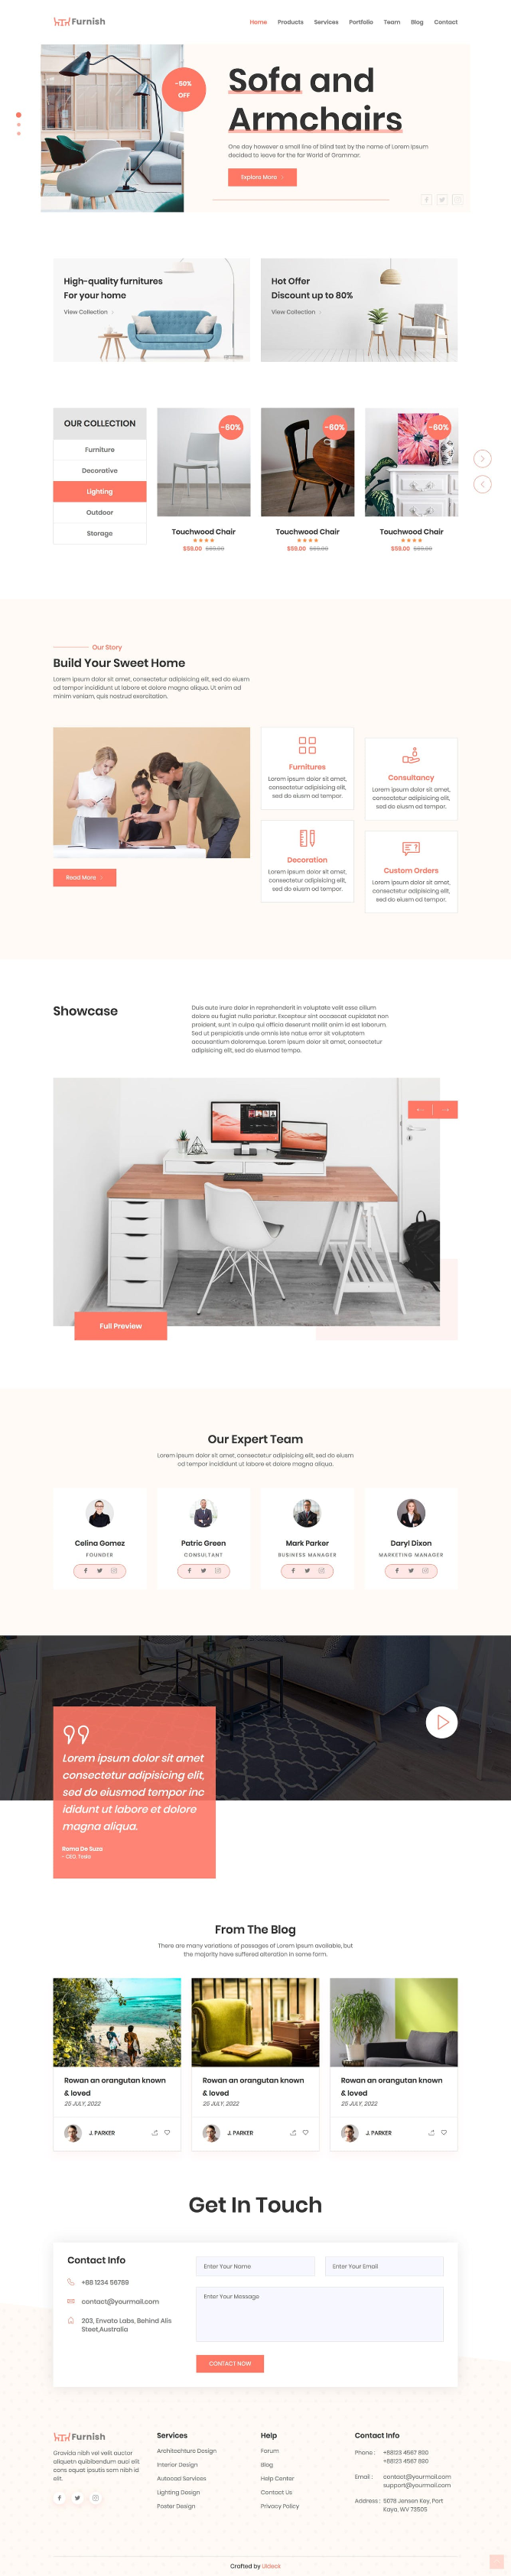 Furnish
Home Products Services Portfolio Team Blog Contact
-50%
OFF
Sofa and
Armchairs
One day however a small line of blind text by the name of Lorem Ipsum
decided to leave for the far World of Grammar.
Explore More
High-quality furnitures
For your home
View Collection
Hot Offer
Discount up to 80%
View Collection
OUR COLLECTION
Furniture
Decorative
Lighting
Outdoor
Storage
-60%
Touchwood Chair
$58.00
-60%
Touchwood Chair
$58.00
-60%
Touchwood Chair
$58.00
Our Story
Build Your Sweet Home
Lorem ipsum dolor sit amet, consectetur adipisicing elit, sed do eiusm
od tempor incididunt ut labore et dolore magna aliqua. Ut enim ad
minim veniam, quis nostrud exercitation.
Read More
Furnitures
Lorem ipsum dolor sit amet,
consectetur adipisicing elit,
sed do eiusm od tempor.
Consultancy
Lorem ipsum dolor sit amet,
consectetur adipisicing elit,
sed do eiusm od tempor.
Decoration
Lorem ipsum dolor sit amet,
consectetur adipisicing elit,
sed do eiusm od tempor.
Custom Orders
Lorem ipsum dolor sit amet,
consectetur adipisicing elit,
sed do eiusm od tempor.
Showcase
Duis aute irure dolor in reprehenderit in voluptate velit esse cillum
dolore eu fugiat nulla pariatur. Excepteur sint occaecat cupidatat non
proident, sunt in culpa qui officia deserunt mollit anim id est laborum.
Sed ut perspiciatis unde omnis iste natus error sit voluptatem
accusantium doloremque. Lorem ipsum dolor sit amet, consectetur
adipisicing elit, sed do eiusmod tempo.
Full Preview
Our Expert Team
Lorem ipsum dolor sit amet, consectetur adipisicing elit, sed do eiusm
od tempor incididunt ut labore et dolore magna aliqua.
Celina Gomez
FOUNDER
Patric Green
CONSULTANT
Mark Parker
BUSINESS MANAGER
Daryl Dixon
MARKETING MANAGER
Lorem ipsum dolor sit amet
consectetur adipisicing elit,
sed do eiusmod tempor inc
ididunt ut labore et dolore
magna aliqua.
Rema De Suza
- CEO, Tesla
From The Blog
There are many variations of passages of Lorem Ipsum available, but
the majority have suffered alteration in some form.
Rowan an orangutan known
& loved
25 JULY, 2022
J. PARKER
Rowan an orangutan known
& loved
25 JULY, 2022
J. PARKER
Rowan an orangutan known
& loved
25 JULY, 2022
J. PARKER
Get In Touch
Contact Info
+88 1234 56789
contact@yourmail.com
203, Envato Labs, Behind Alis
Steet,Australia
Enter Your Name
Enter Your Email
Enter Your Message
CONTACT NOW
Furnish
Gravida nibh vel velit auctor
aliquetn quibibendum auci elit
cons equat ipsutis sem nibh id
elit.
Services
Architechture Design
Interior Design
Autocad Services
Lighting Design
Poster Design
Help
Forum
Blog
Help Center
Contact Us
Privacy Policy
Contact Info
Phone : +88123 4567 890
+88123 4567 890
Email : contact@yourmail.com
support@yourmail.com
Address : 5078 Jensen Key, Port
Kaya, WV 73505
Crafted by Uideck